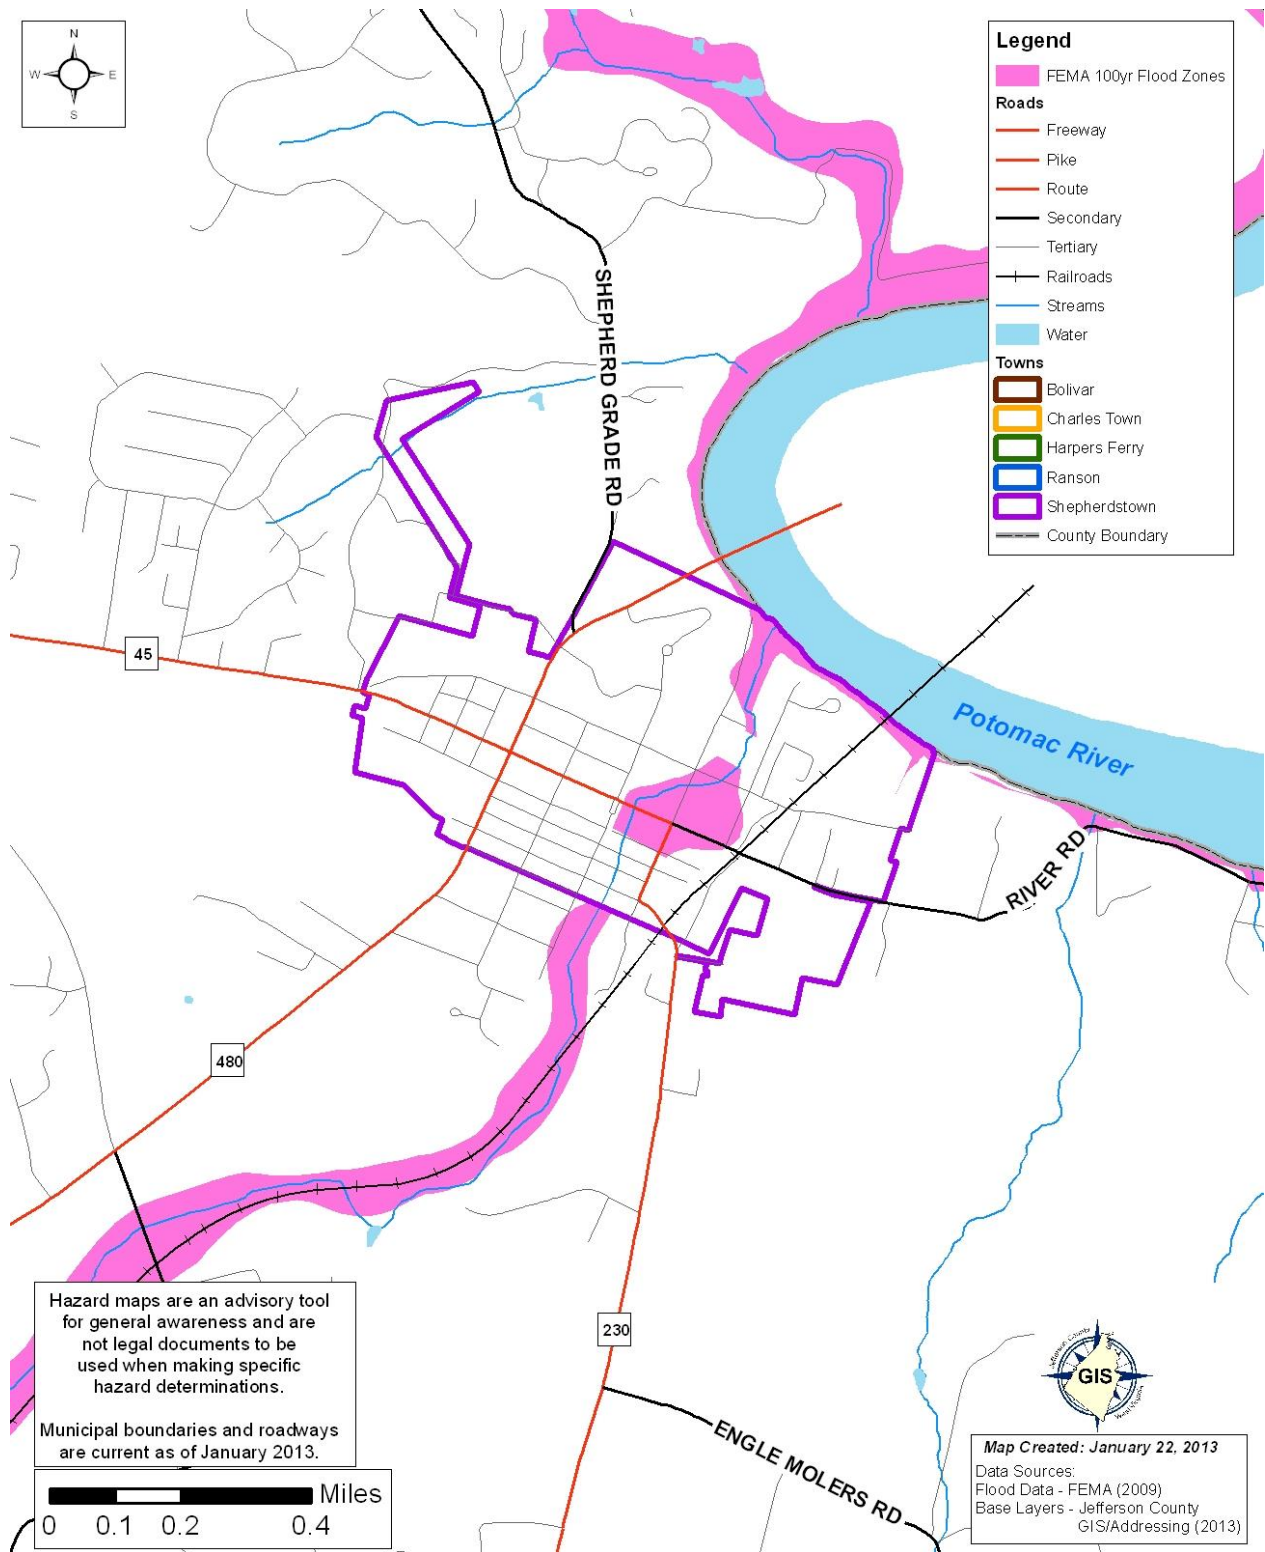 N
W
E
S
Legend
FEMA 100yr Flood Zones
Roads
Freeway
Pike
Route
Secondary
Tertiary
Railroads
Streams
Water
Towns
Bolivar
Charles Town
Harpers Ferry
Ranson
Shepherdstown
County Boundary
SHEPHERD GRADE RD
45
Potomac River
RIVER RD
480
230
ENGLE MOLERS RD
Hazard maps are an advisory tool
for general awareness and are
not legal documents to be
used when making specific
hazard determinations.
Municipal boundaries and roadways
are current as of January 2013.
Miles
0 0.1 0.2 0.4
Jefferson County
GIS
Map Created: January 22, 2013
Data Sources:
Flood Data - FEMA (2009)
Base Layers - Jefferson County
GIS/Addressing (2013)